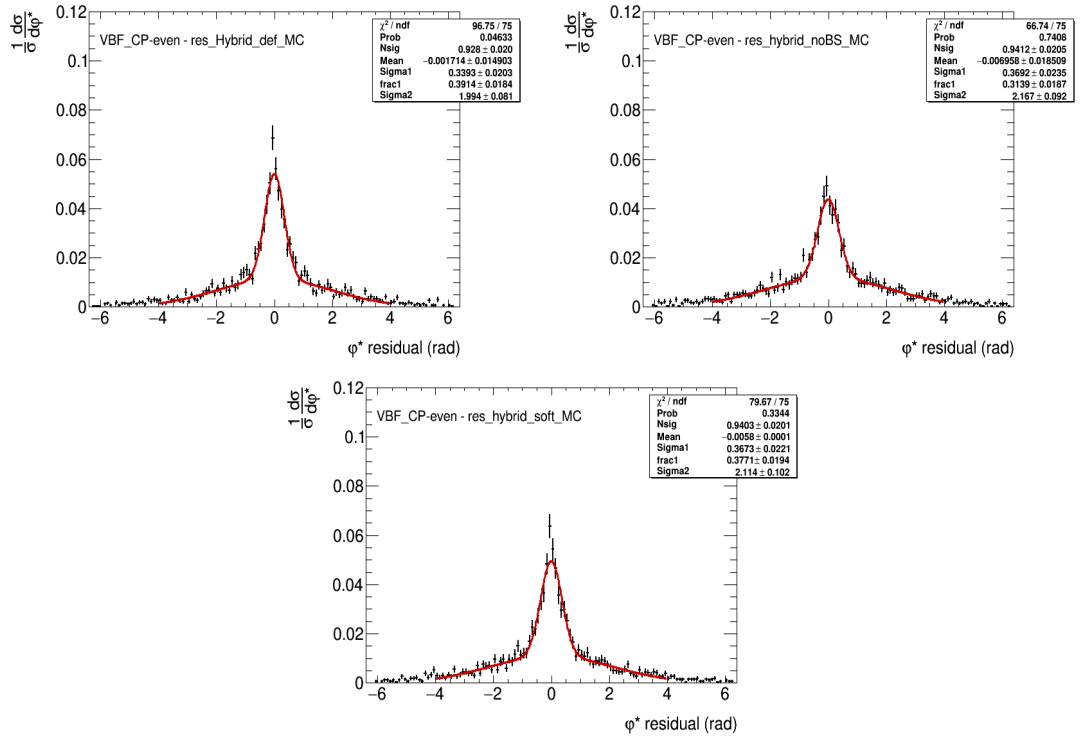 1/σ dσ/dφ*
0.12
0.1
0.08
0.06
0.04
0.02
0
VBF_CP-even - res_Hybrid_def_MC
χ² / ndf 96.75 / 75
Prob 0.04633
Nsig 0.928 ± 0.020
Mean −0.001714 ± 0.014903
Sigma1 0.3393 ± 0.0203
frac1 0.3914 ± 0.0184
Sigma2 1.994 ± 0.081
−6 −4 −2 0 2 4 6
φ* residual (rad)
1/σ dσ/dφ*
0.12
0.1
0.08
0.06
0.04
0.02
0
VBF_CP-even - res_hybrid_noBS_MC
χ² / ndf 66.74 / 75
Prob 0.7408
Nsig 0.9412 ± 0.0205
Mean −0.006958 ± 0.018509
Sigma1 0.3692 ± 0.0235
frac1 0.3139 ± 0.0187
Sigma2 2.167 ± 0.092
−6 −4 −2 0 2 4 6
φ* residual (rad)
1/σ dσ/dφ*
0.12
0.1
0.08
0.06
0.04
0.02
0
VBF_CP-even - res_hybrid_soft_MC
χ² / ndf 79.67 / 75
Prob 0.3344
Nsig 0.9403 ± 0.0201
Mean −0.0058 ± 0.0001
Sigma1 0.3673 ± 0.0221
frac1 0.3771 ± 0.0194
Sigma2 2.114 ± 0.102
−6 −4 −2 0 2 4 6
φ* residual (rad)